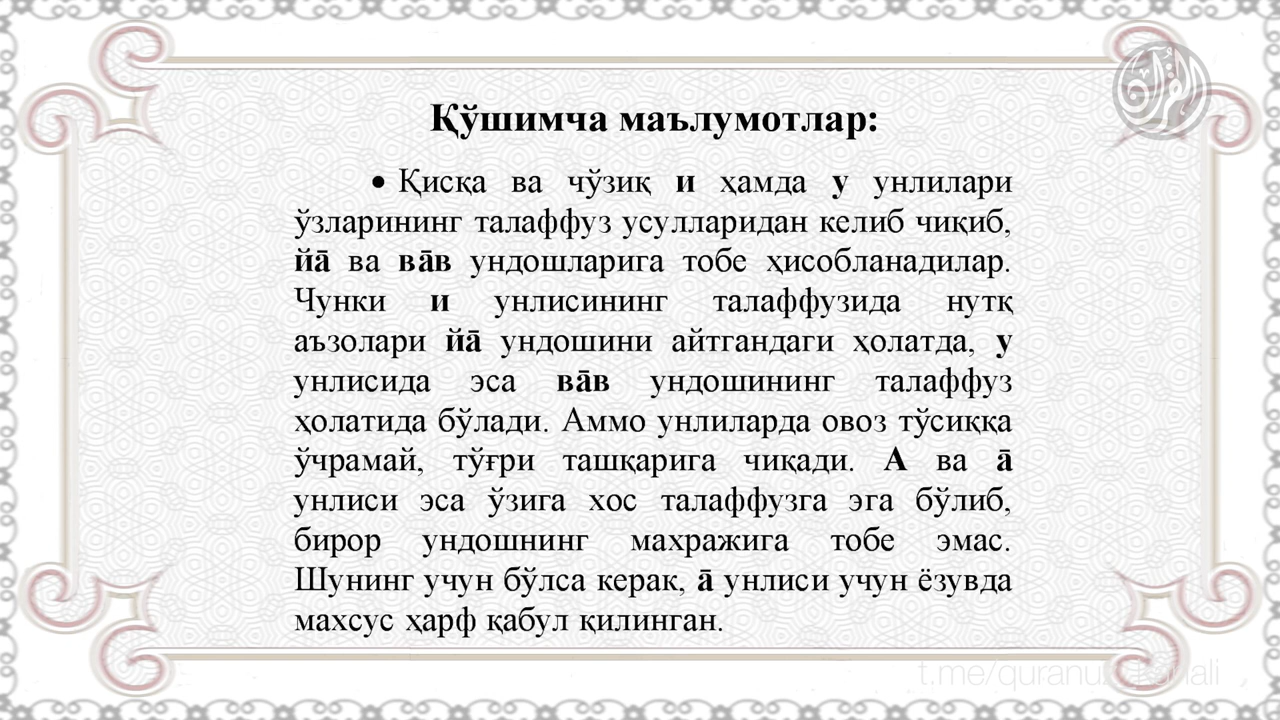 Қўшимча маълумотлар:
• Қисқа ва чўзиқ и ҳамда у унлилари
ўзларининг талаффуз усулларидан келиб чиқиб,
йā ва вāв ундошларига тобе ҳисобланадилар.
Чунки и унлисининг талаффузида нутқ
аъзолари йā ундошини айтгандаги ҳолатда, у
унлисида эса вāв ундошининг талаффуз
ҳолатида бўлади. Аммо унлиларда овоз тўсиққа
ўчрамай, тўғри ташқарига чиқади. А ва ā
унлиси эса ўзига хос талаффузга эга бўлиб,
бирор ундошнинг махражига тобе эмас.
Шунинг учун бўлса керак, ā унлиси учун ёзувда
махсус ҳарф қабул қилинган.